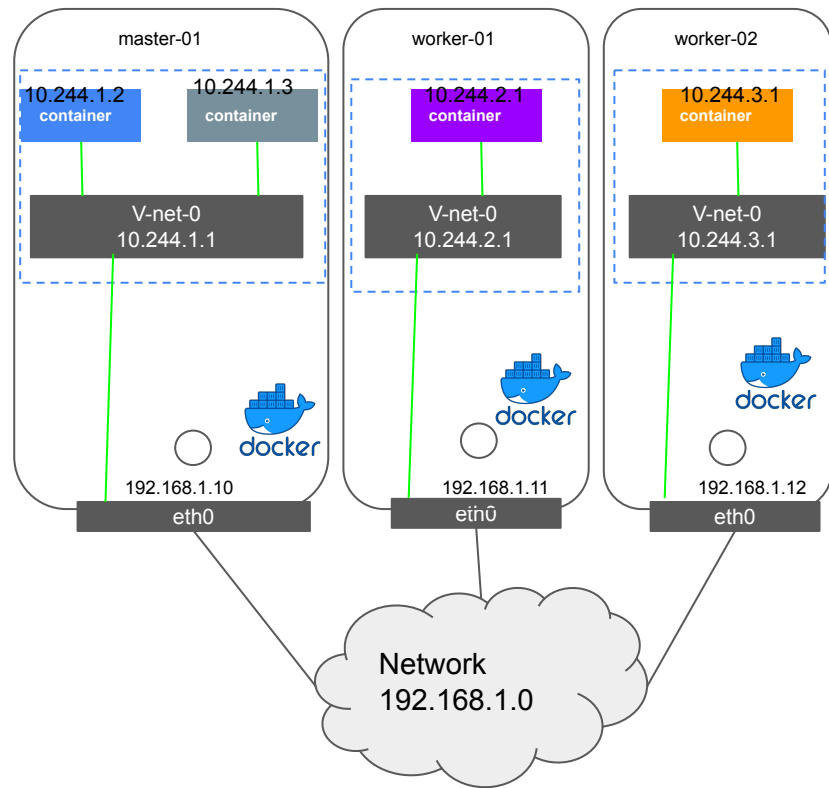 master-01
worker-01
worker-02
10.244.1.2
container
10.244.1.3
container
10.244.2.1
container
10.244.3.1
container
V-net-0
10.244.1.1
V-net-0
10.244.2.1
V-net-0
10.244.3.1
docker
docker
docker
192.168.1.10
eth0
192.168.1.11
eth0
192.168.1.12
eth0
Network
192.168.1.0